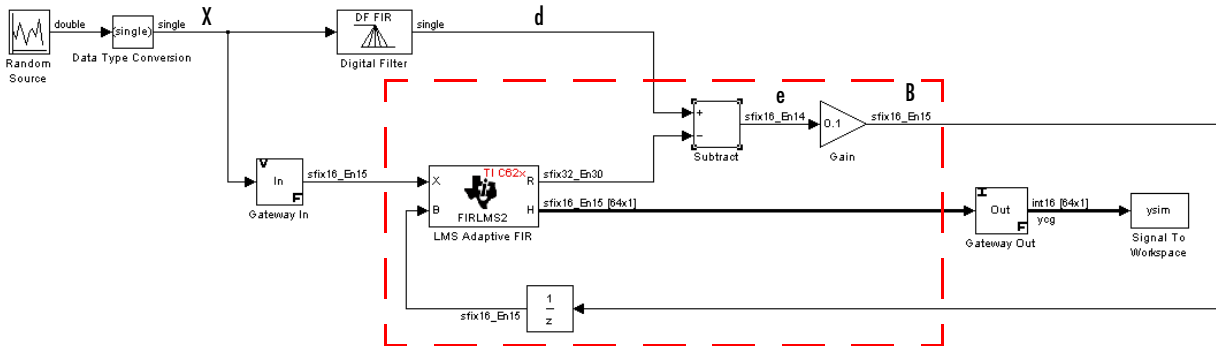 double
(single)
single
X
DF FIR
single
d
Random
Source
Data Type Conversion
Digital Filter
e
B
+
−
sfix16_En14
0.1
sfix16_En15
Subtract
Gain
V
In
F
sfix16_En15
Gateway In
TI C62x
X
R
B
H
FIRLMS2
LMS Adaptive FIR
sfix32_En30
sfix16_En15 [64x1]
I
Out
F
int16 [64x1]
ycg
ysim
Gateway Out
Signal To
Workspace
sfix16_En15
1
z